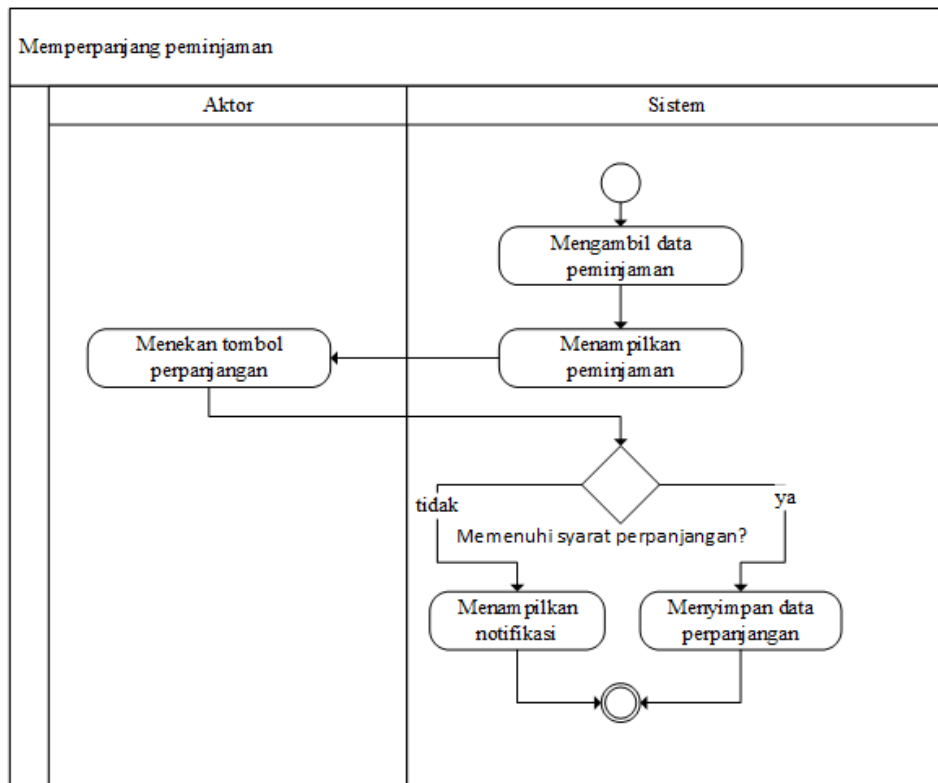 Memperpanjang peminjaman
Aktor
Sistem
Mengambil data
peminjaman
Menekan tombol
perpanjangan
Menampilkan
peminjaman
tidak
ya
Memenuhi syarat perpanjangan?
Menampilkan
notifikasi
Menyimpan data
perpanjangan